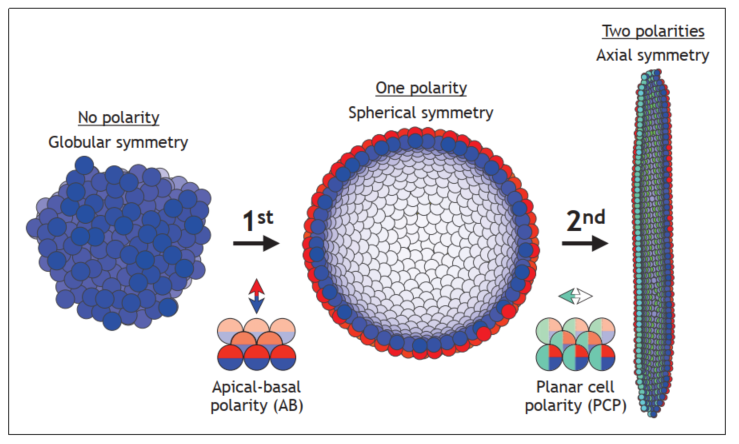 No polarity
Globular symmetry
1st
Apical-basal
polarity (AB)
One polarity
Spherical symmetry
2nd
Planar cell
polarity (PCP)
Two polarities
Axial symmetry